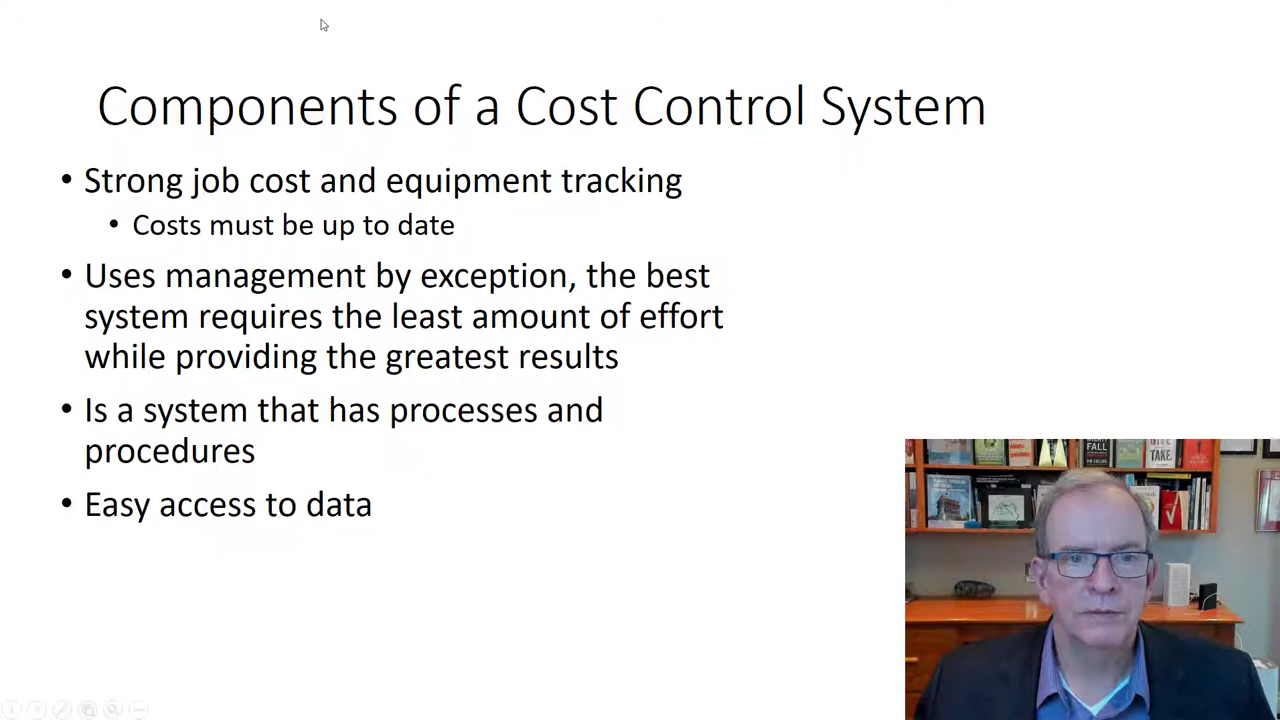 Components of a Cost Control System
• Strong job cost and equipment tracking
• Costs must be up to date
• Uses management by exception, the best
system requires the least amount of effort
while providing the greatest results
• Is a system that has processes and
procedures
• Easy access to data
FALL
TAKE